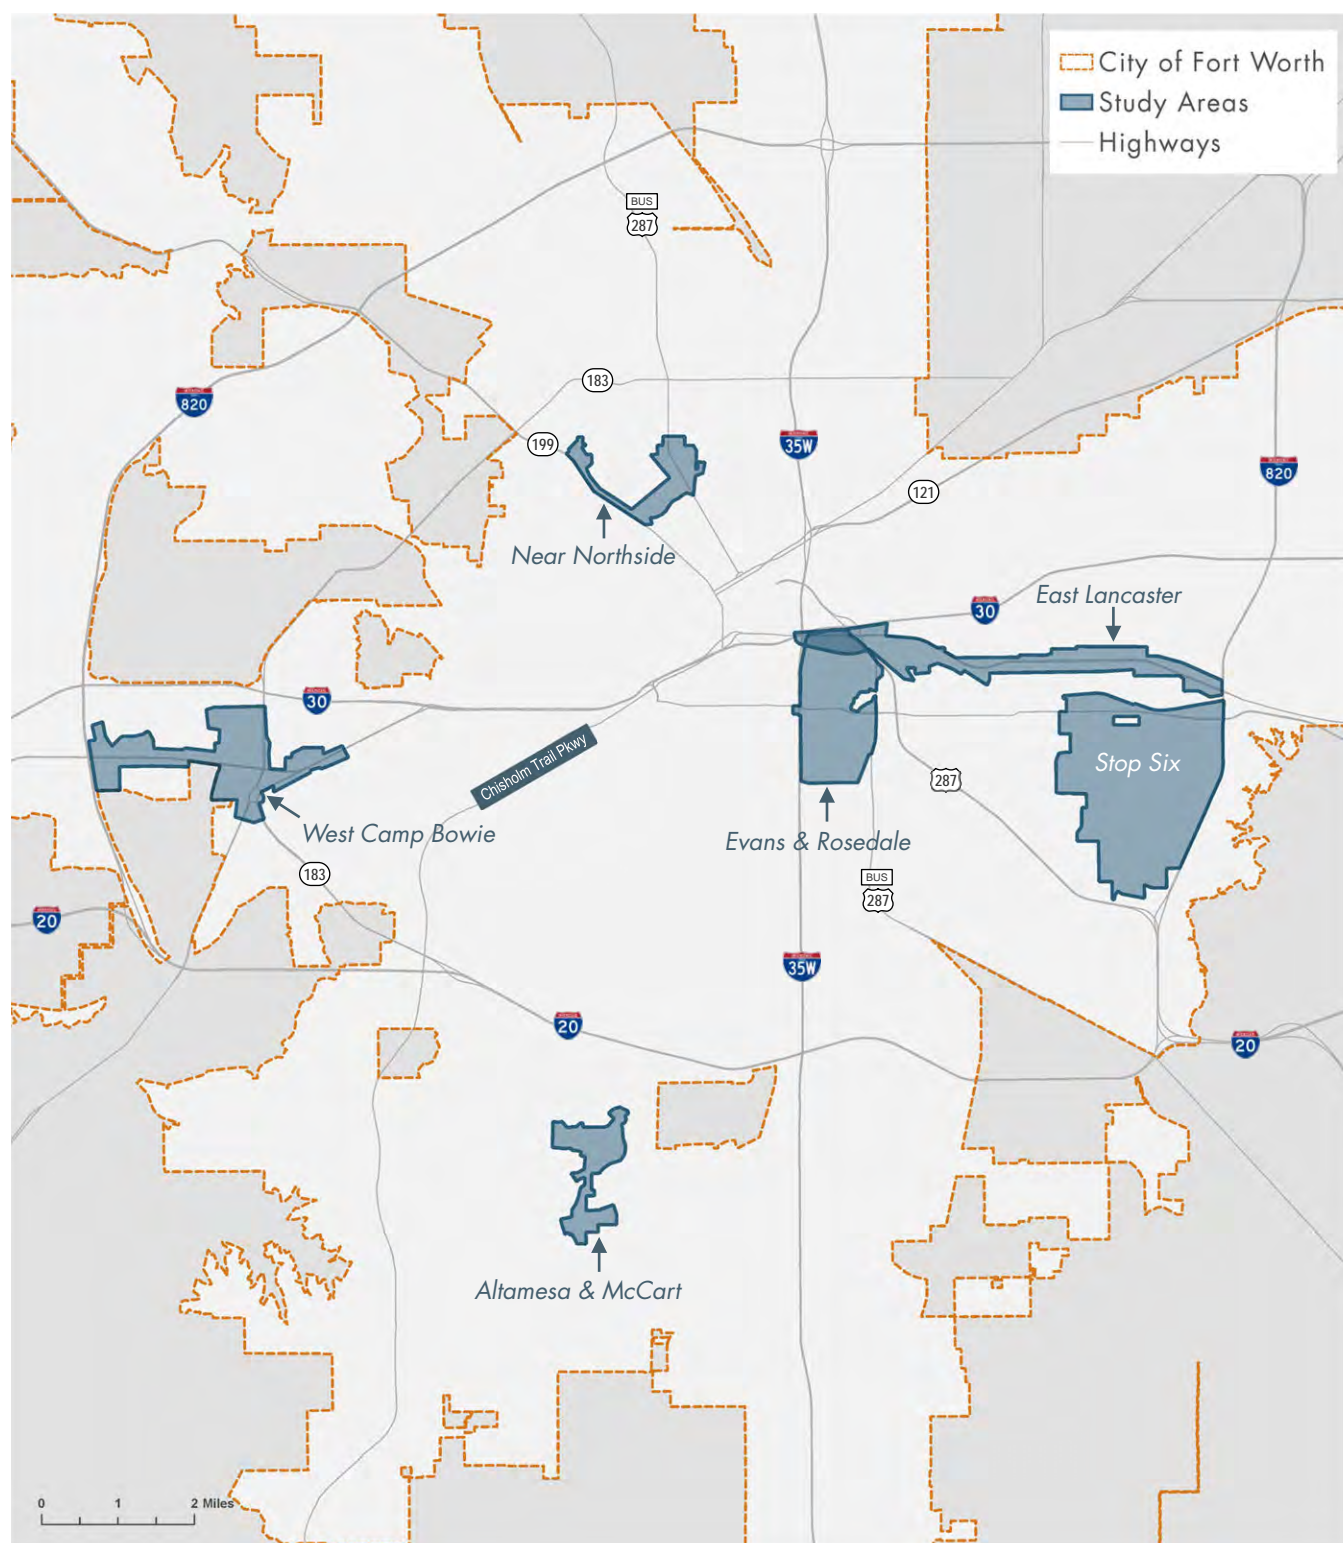 City of Fort Worth
Study Areas
Highways
BUS
287
183
820
199
35W
820
121
Near Northside
East Lancaster
30
30
Chisholm Trail Pkwy
Stop Six
287
West Camp Bowie
Evans & Rosedale
183
BUS
287
20
35W
20
20
Altamesa & McCart
0 1 2 Miles